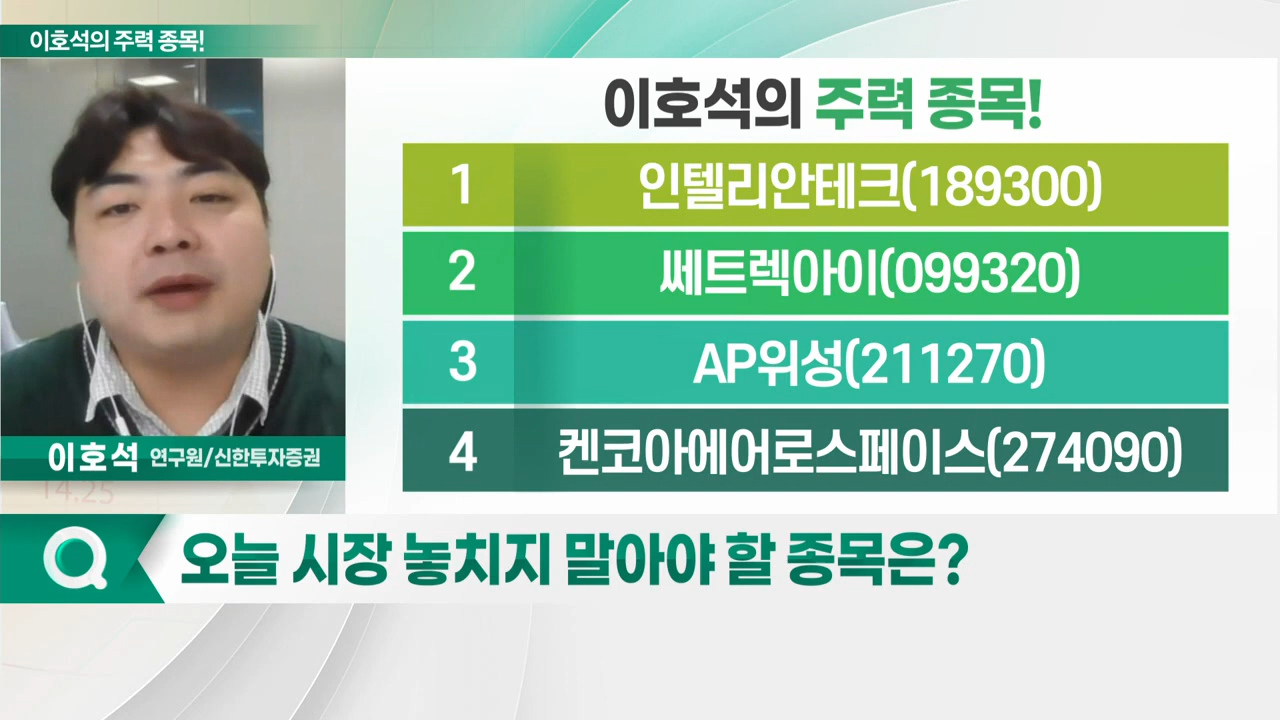 이호석의 주력 종목!
이호석의 주력 종목!
1 인텔리안테크(189300)
2 쎄트렉아이(099320)
3 AP위성(211270)
4 켄코아에어로스페이스(274090)
이호석 연구원/신한투자증권
14.25
오늘 시장 놓치지 말아야 할 종목은?